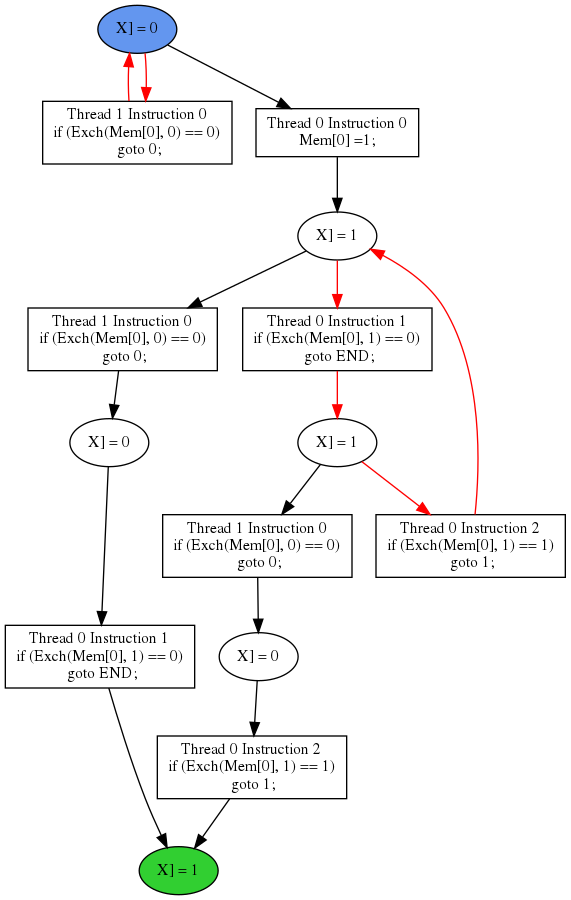 X] = 0
Thread 1 Instruction 0
if (Exch(Mem[0], 0) == 0)
goto 0;
Thread 0 Instruction 0
Mem[0] =1;
X] = 1
Thread 1 Instruction 0
if (Exch(Mem[0], 0) == 0)
goto 0;
Thread 0 Instruction 1
if (Exch(Mem[0], 1) == 0)
goto END;
X] = 0
X] = 1
Thread 1 Instruction 0
if (Exch(Mem[0], 0) == 0)
goto 0;
Thread 0 Instruction 2
if (Exch(Mem[0], 1) == 1)
goto 1;
Thread 0 Instruction 1
if (Exch(Mem[0], 1) == 0)
goto END;
X] = 0
Thread 0 Instruction 2
if (Exch(Mem[0], 1) == 1)
goto 1;
X] = 1